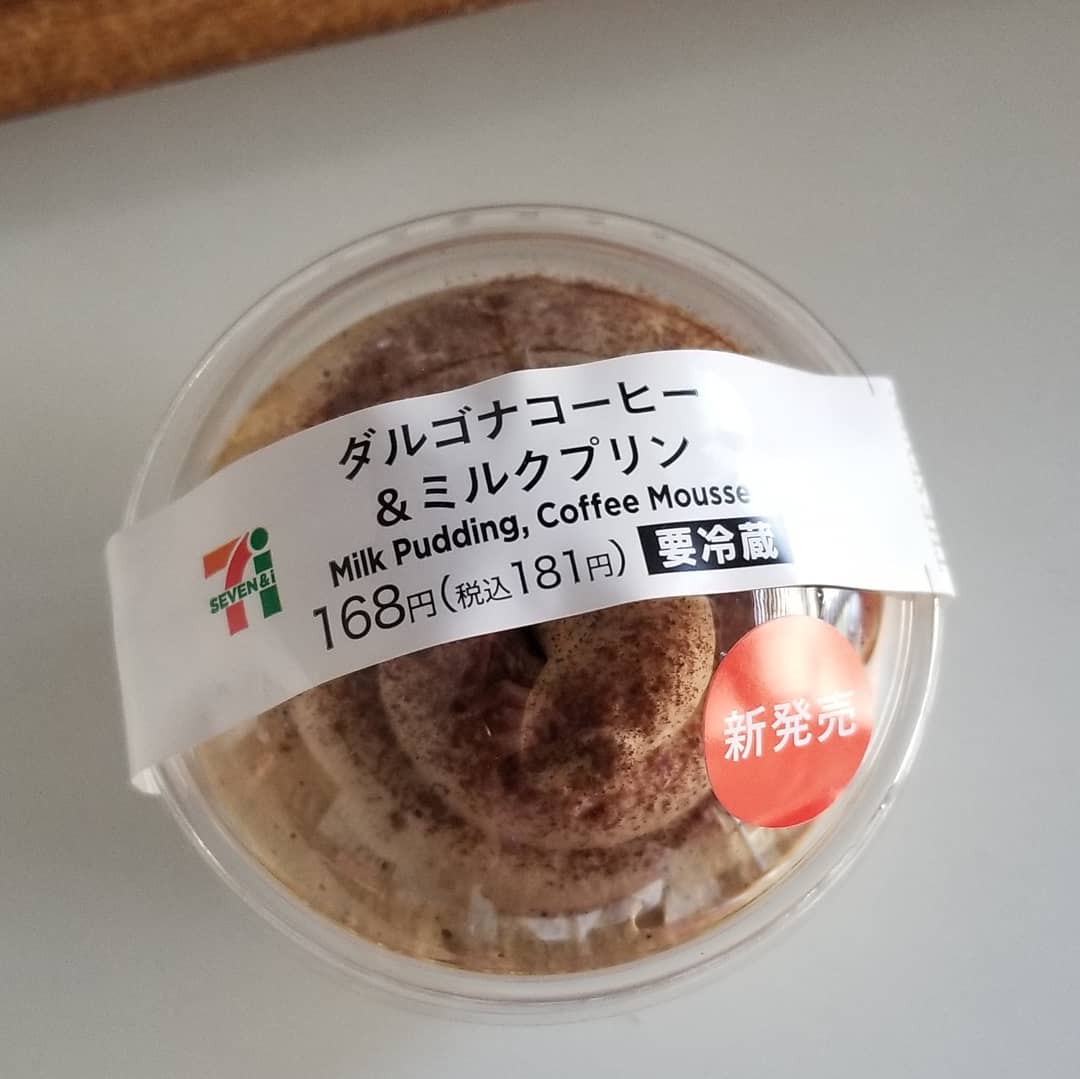 ダルゴナコーヒー
&ミルクプリン
Milk Pudding, Coffee Mousse
168円(税込181円) 要冷蔵
SEVEN&i
新発売